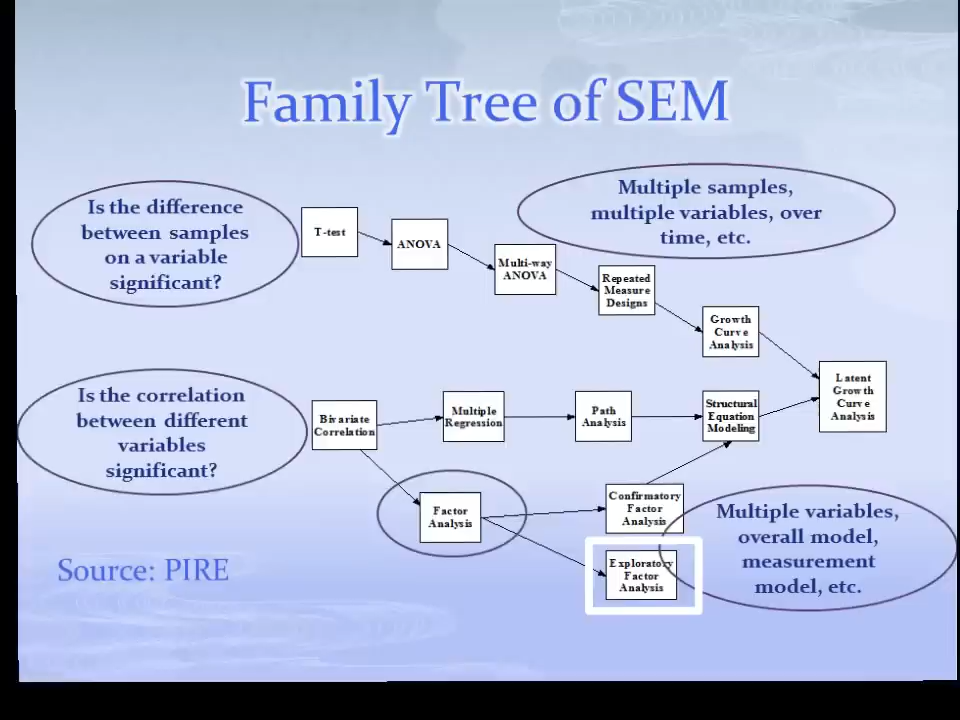 Family Tree of SEM
Is the difference
between samples
on a variable
significant?
Multiple samples,
multiple variables, over
time, etc.
T-test
ANOVA
Multi-way
ANOVA
Repeated
Measure
Designs
Growth
Curve
Analysis
Latent
Growth
Curve
Analysis
Is the correlation
between different
variables
significant?
Bivariate
Correlation
Multiple
Regression
Path
Analysis
Structural
Equation
Modeling
Factor
Analysis
Confirmatory
Factor
Analysis
Exploratory
Factor
Analysis
Multiple variables,
overall model,
measurement
model, etc.
Source: PIRE